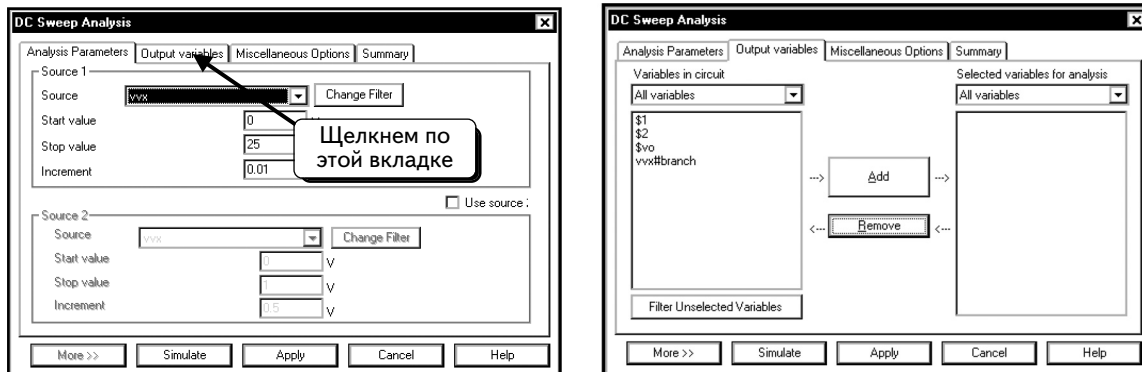 DC Sweep Analysis
Analysis Parameters Output variables Miscellaneous Options Summary
Source 1
Source vvx Change Filter
Start value 0
Stop value 25
Increment 0.01
Щелкнем по
этой вкладке
Use source
Source 2
Source vvx Change Filter
Start value 0 V
Stop value 1 V
Increment 0.5 V
More >> Simulate Apply Cancel Help
DC Sweep Analysis
Analysis Parameters Output variables Miscellaneous Options Summary
Variables in circuit Selected variables for analysis
All variables All variables
$1
$2
$vo
vvx#branch
---> Add --->
<--- Remove <---
Filter Unselected Variables
More >> Simulate Apply Cancel Help